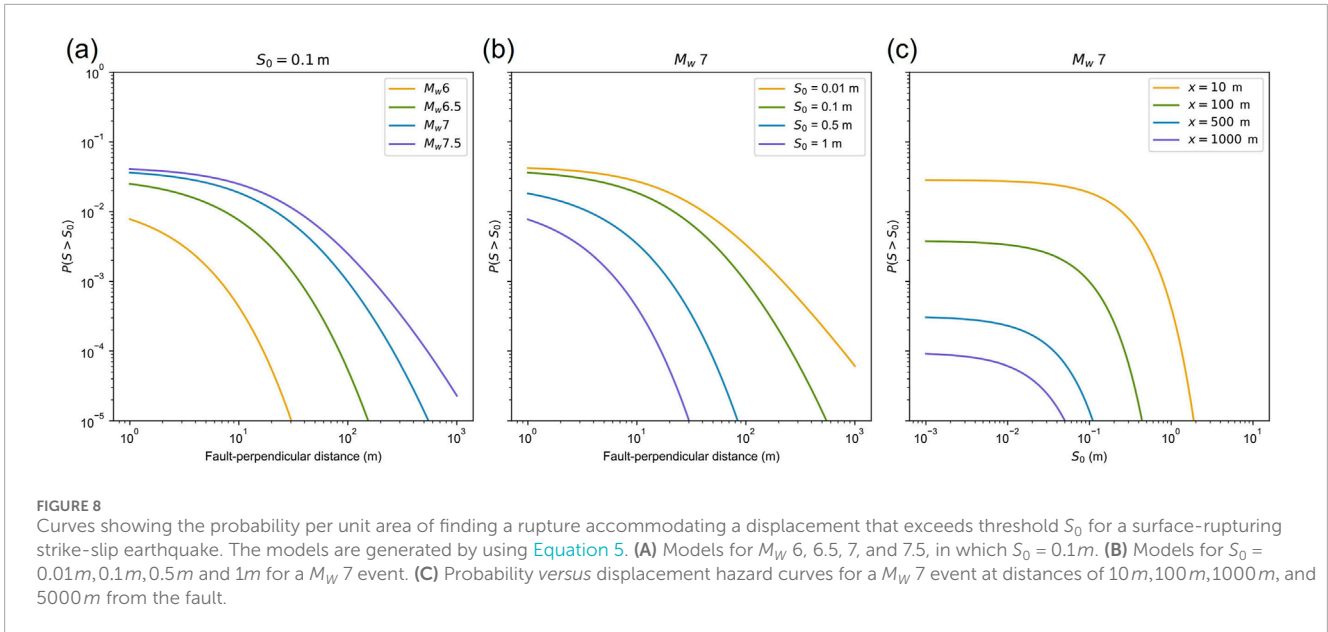 (a)
S₀ = 0.1 m
10⁰
10⁻¹
10⁻²
10⁻³
10⁻⁴
10⁻⁵
P(S > S₀)
M_w6
M_w6.5
M_w7
M_w7.5
10⁰ 10¹ 10² 10³
Fault-perpendicular distance (m)
(b)
M_w 7
P(S > S₀)
S₀ = 0.01 m
S₀ = 0.1 m
S₀ = 0.5 m
S₀ = 1 m
10⁰ 10¹ 10² 10³
Fault-perpendicular distance (m)
(c)
M_w 7
P(S > S₀)
x = 10 m
x = 100 m
x = 500 m
x = 1000 m
10⁻³ 10⁻² 10⁻¹ 10⁰ 10¹
S₀ (m)
FIGURE 8
Curves showing the probability per unit area of finding a rupture accommodating a displacement that exceeds threshold S₀ for a surface-rupturing
strike-slip earthquake. The models are generated by using Equation 5. (A) Models for M_W 6, 6.5, 7, and 7.5, in which S₀ = 0.1m. (B) Models for S₀ =
0.01m,0.1m,0.5m and 1m for a M_W 7 event. (C) Probability versus displacement hazard curves for a M_W 7 event at distances of 10m,100m,1000m, and
5000m from the fault.